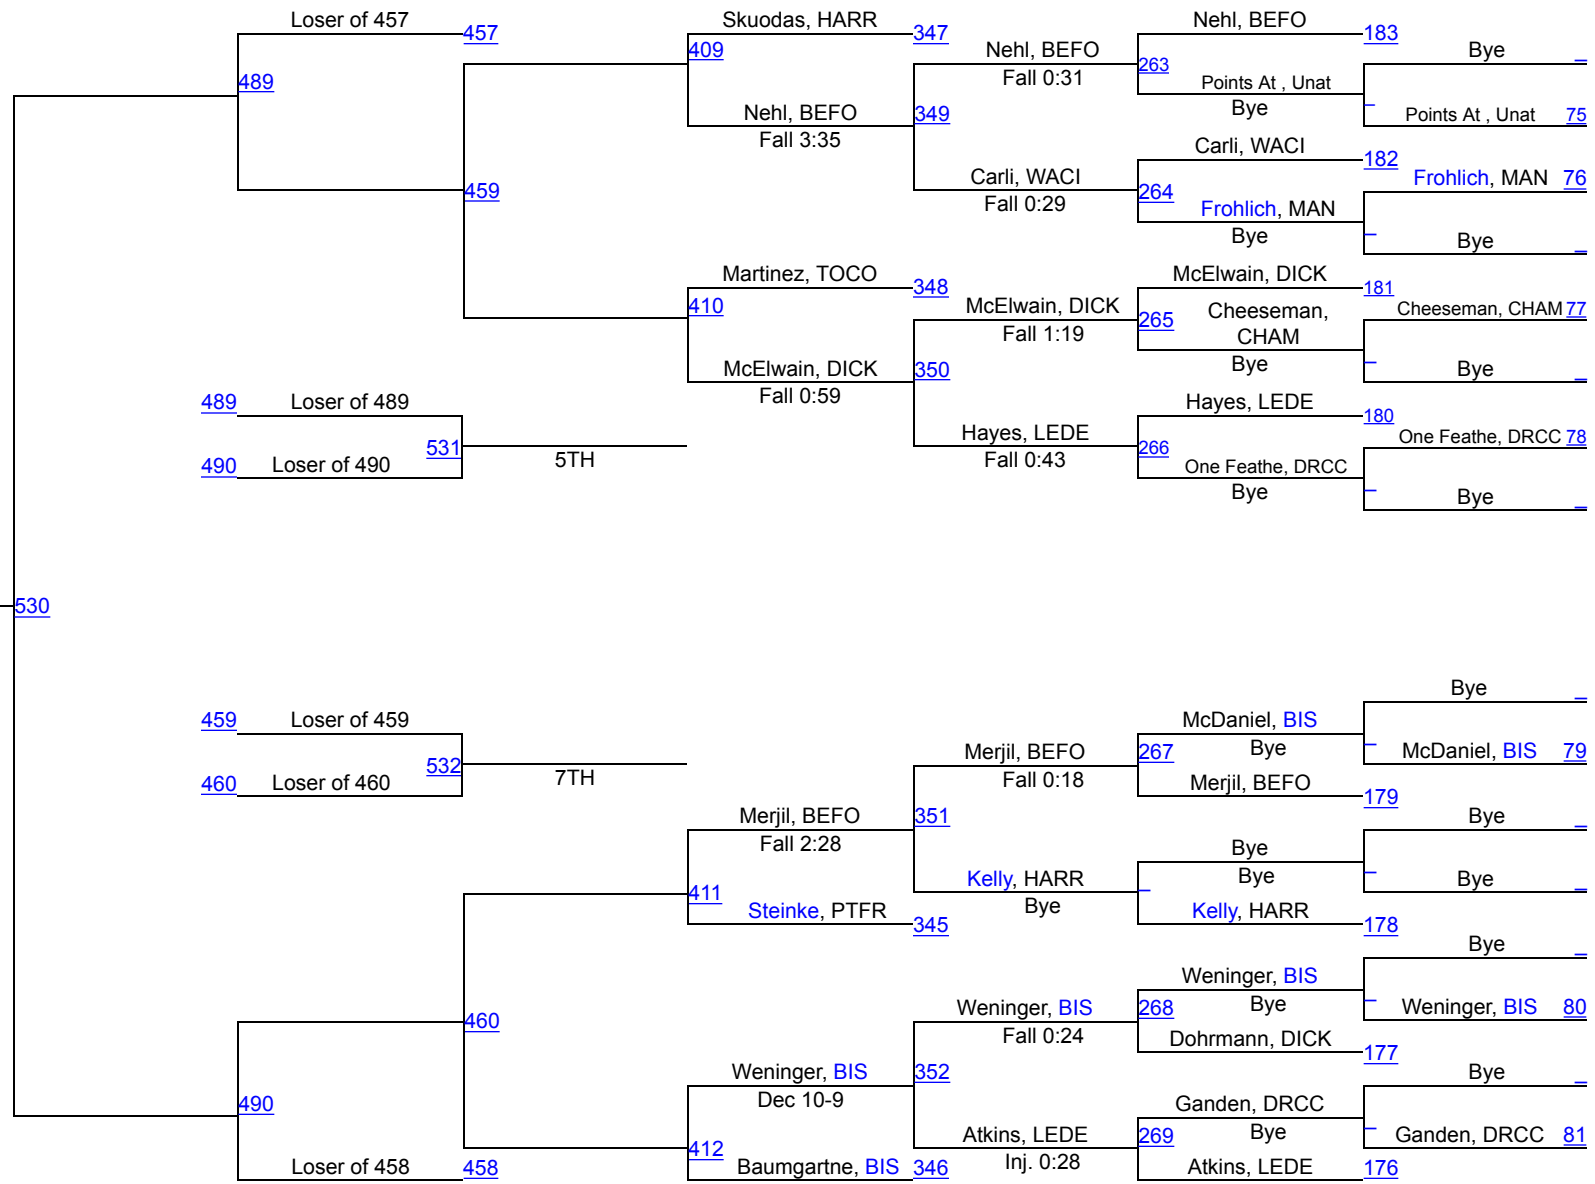 Loser of 457
457
Skuodas, HARR
347
Nehl, BEFO
183
409
Nehl, BEFO
263
Bye
489
Fall 0:31
Points At , Unat
Bye
Nehl, BEFO
349
Points At , Unat 75
Fall 3:35
Carli, WACI
182
Carli, WACI
264
Frohlich, MAN 76
459
Fall 0:29
Frohlich, MAN
Bye
Bye
Martinez, TOCO
348
McElwain, DICK
181
410
McElwain, DICK
265
Cheeseman,
CHAM
Cheeseman, CHAM 77
Fall 1:19
Bye
McElwain, DICK
350
Bye
Fall 0:59
489
Loser of 489
Hayes, LEDE
180
531
5TH
Hayes, LEDE
266
One Feathe, DRCC 78
490
Loser of 490
Fall 0:43
One Feathe, DRCC
Bye
Bye
530
Bye
459
Loser of 459
McDaniel, BIS
Bye
532
7TH
Merjil, BEFO
267
McDaniel, BIS 79
Fall 0:18
460
Loser of 460
Merjil, BEFO
179
Merjil, BEFO
351
Bye
Fall 2:28
Bye
Bye
411
Kelly, HARR
Bye
Bye
Steinke, PTFR
345
Kelly, HARR
178
Bye
Weninger, BIS
Bye
460
Weninger, BIS
268
Weninger, BIS 80
Fall 0:24
Dohrmann, DICK
177
Weninger, BIS
352
Bye
Dec 10-9
490
Ganden, DRCC
Bye
412
Atkins, LEDE
269
Ganden, DRCC 81
Inj. 0:28
Loser of 458
458
Baumgartne, BIS
346
Atkins, LEDE
176